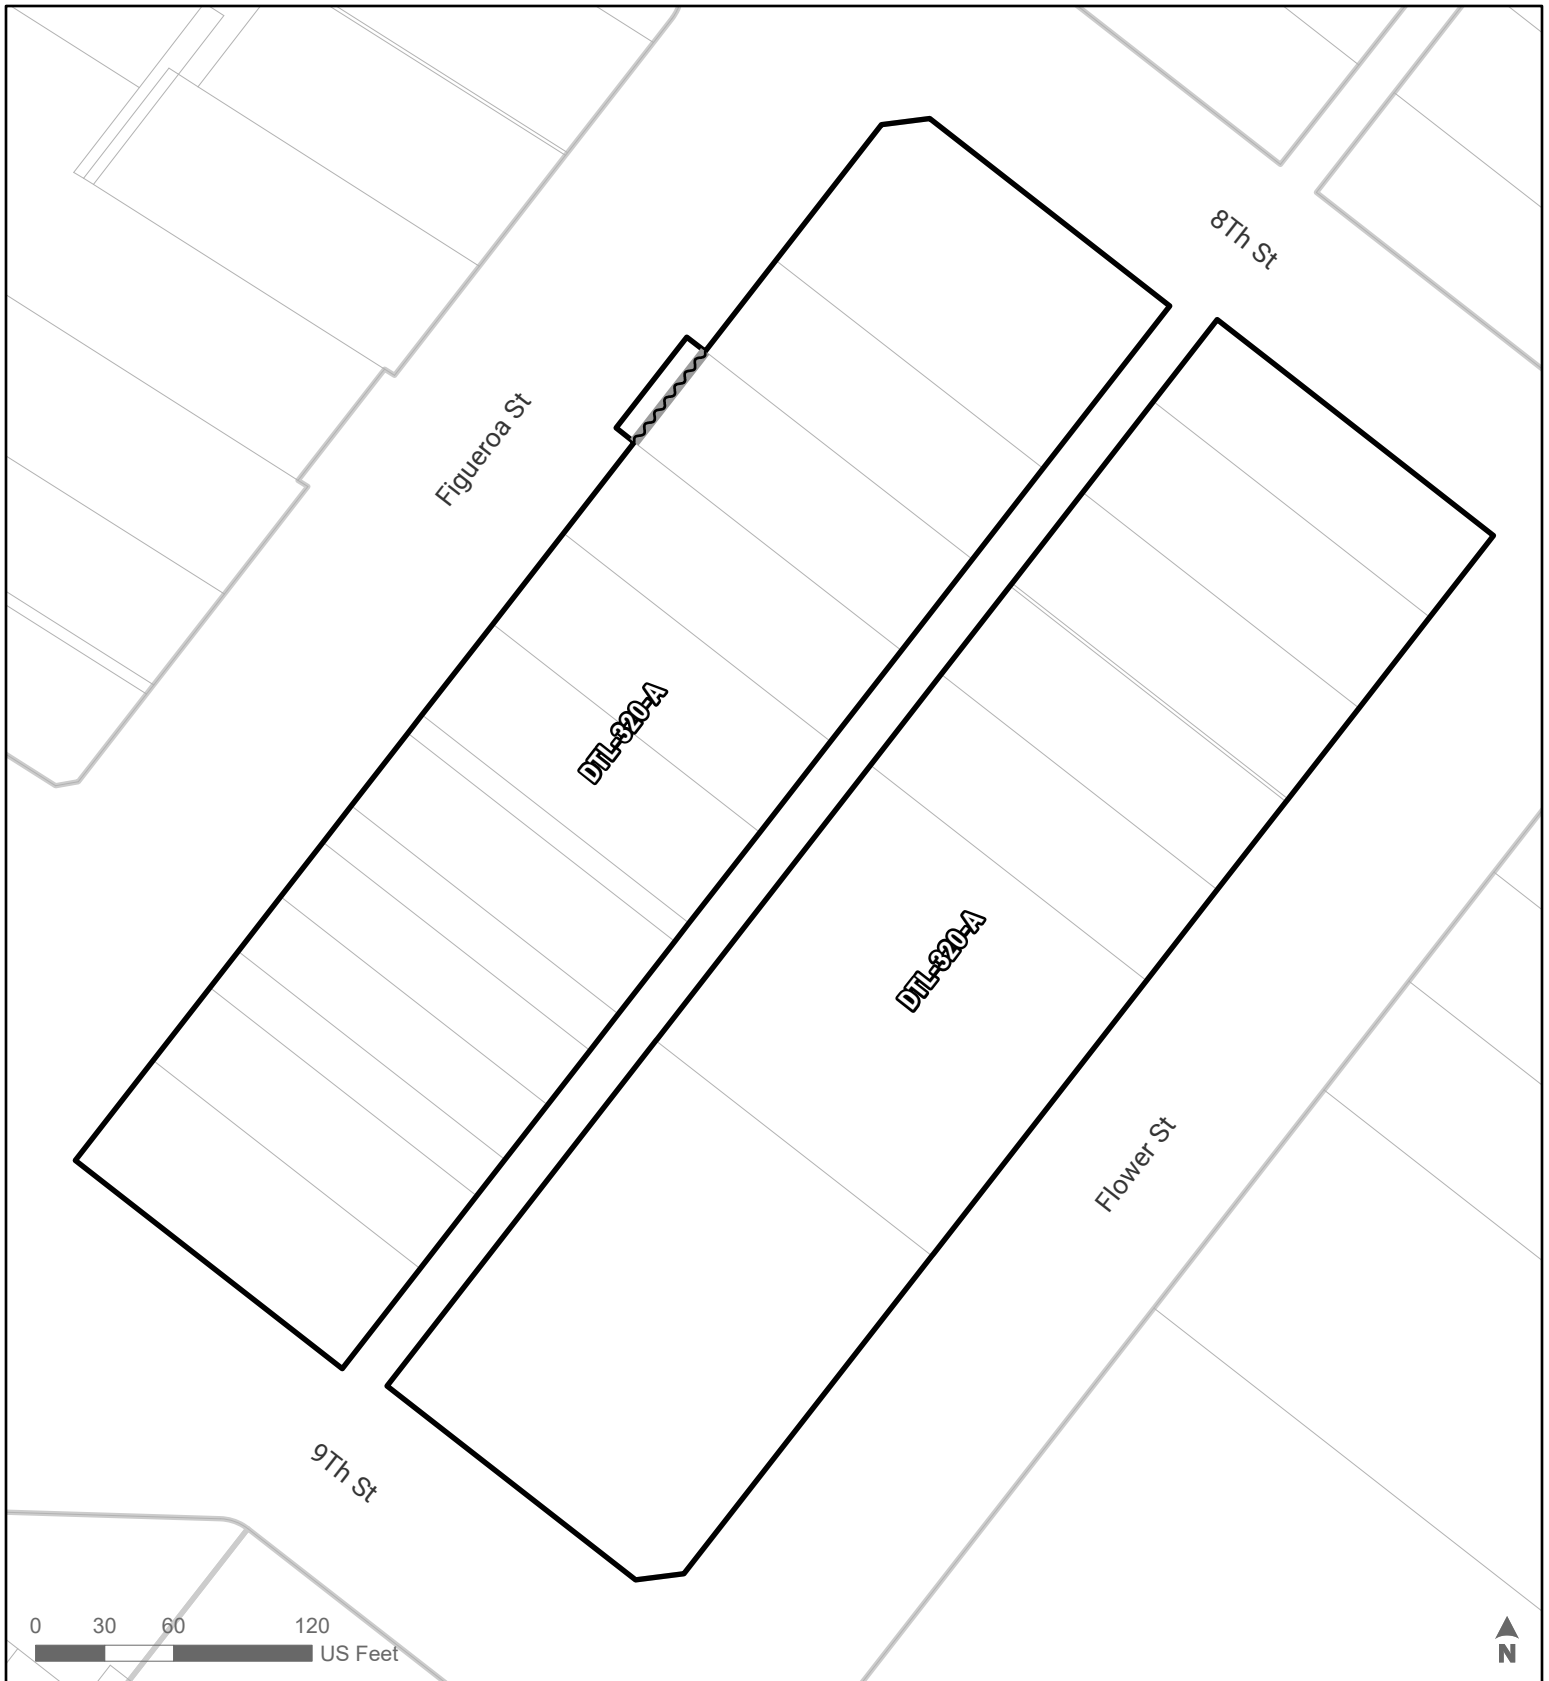 8Th St
Figueroa St
DTL-320-A
DTL-320-A
Flower St
9Th St
0 30 60 120
US Feet
N